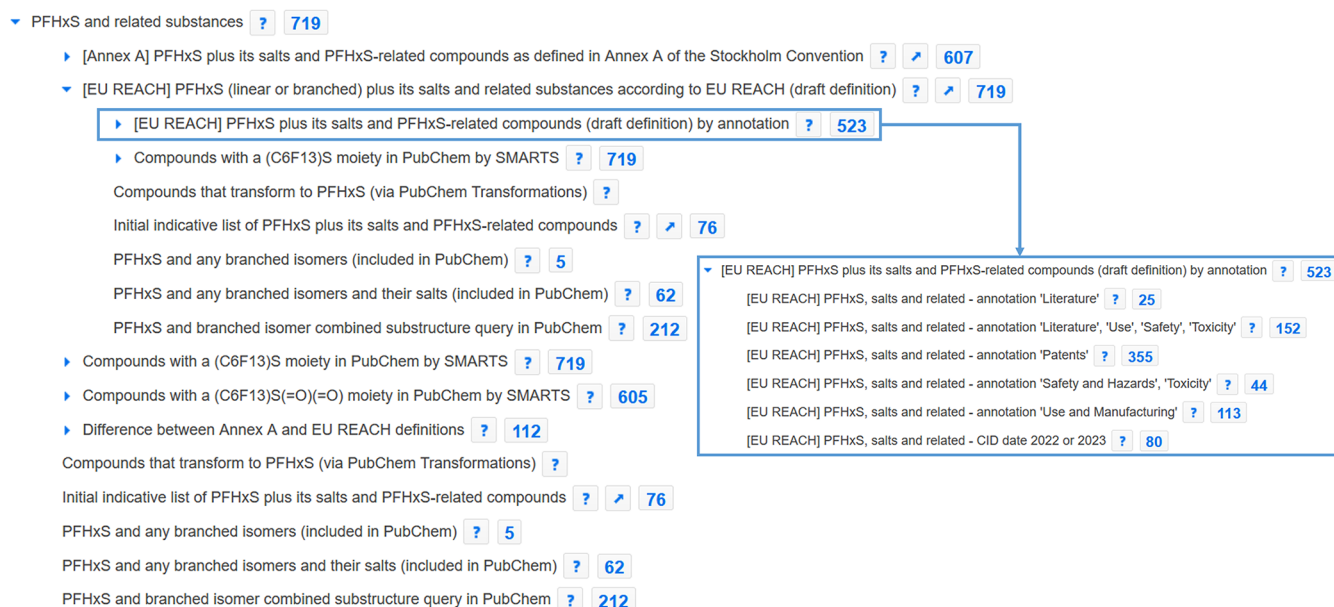 PFHxS and related substances ? 719
[Annex A] PFHxS plus its salts and PFHxS-related compounds as defined in Annex A of the Stockholm Convention ? 607
[EU REACH] PFHxS (linear or branched) plus its salts and related substances according to EU REACH (draft definition) ? 719
[EU REACH] PFHxS plus its salts and PFHxS-related compounds (draft definition) by annotation ? 523
Compounds with a (C6F13)S moiety in PubChem by SMARTS ? 719
Compounds that transform to PFHxS (via PubChem Transformations) ?
Initial indicative list of PFHxS plus its salts and PFHxS-related compounds ? 76
PFHxS and any branched isomers (included in PubChem) ? 5
PFHxS and any branched isomers and their salts (included in PubChem) ? 62
PFHxS and branched isomer combined substructure query in PubChem ? 212
Compounds with a (C6F13)S moiety in PubChem by SMARTS ? 719
Compounds with a (C6F13)S(=O)(=O) moiety in PubChem by SMARTS ? 605
Difference between Annex A and EU REACH definitions ? 112
Compounds that transform to PFHxS (via PubChem Transformations) ?
Initial indicative list of PFHxS plus its salts and PFHxS-related compounds ? 76
PFHxS and any branched isomers (included in PubChem) ? 5
PFHxS and any branched isomers and their salts (included in PubChem) ? 62
PFHxS and branched isomer combined substructure query in PubChem ? 212
[EU REACH] PFHxS plus its salts and PFHxS-related compounds (draft definition) by annotation ? 523
[EU REACH] PFHxS, salts and related - annotation 'Literature' ? 25
[EU REACH] PFHxS, salts and related - annotation 'Literature', 'Use', 'Safety', 'Toxicity' ? 152
[EU REACH] PFHxS, salts and related - annotation 'Patents' ? 355
[EU REACH] PFHxS, salts and related - annotation 'Safety and Hazards', 'Toxicity' ? 44
[EU REACH] PFHxS, salts and related - annotation 'Use and Manufacturing' ? 113
[EU REACH] PFHxS, salts and related - CID date 2022 or 2023 ? 80